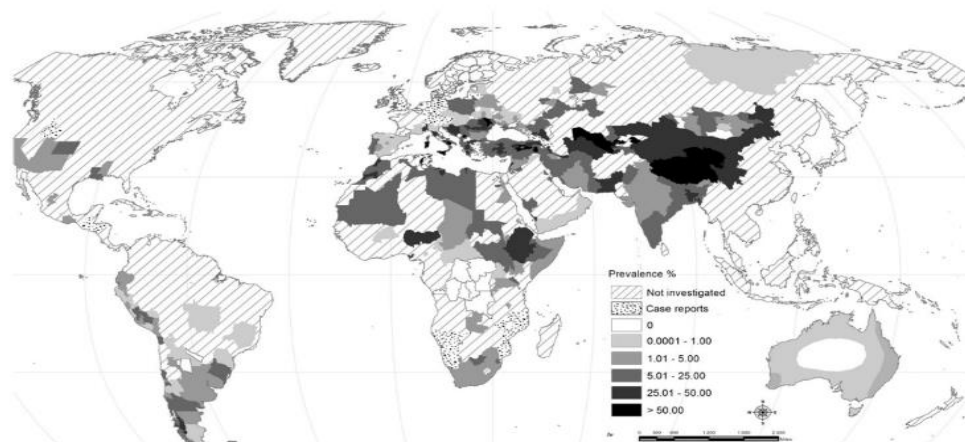 Prevalence %
Not investigated
Case reports
0
0.0001 - 1.00
1.01 - 5.00
5.01 - 25.00
25.01 - 50.00
> 50.00